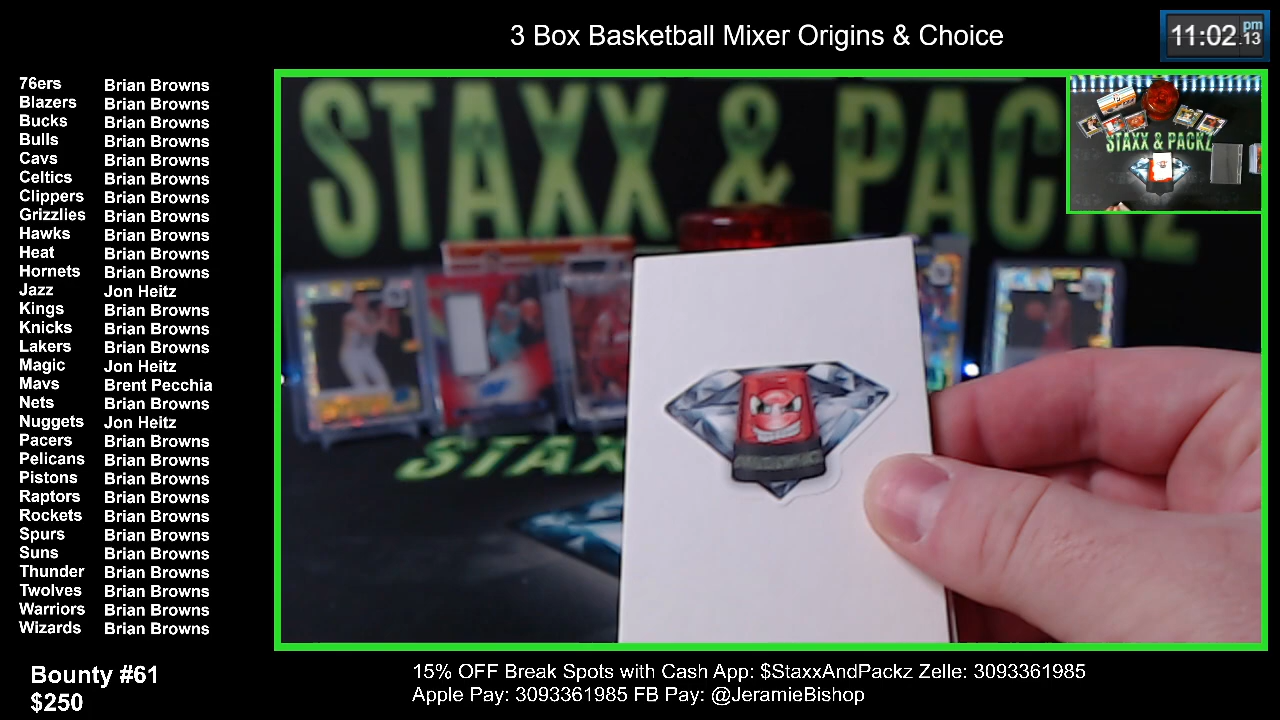 3 Box Basketball Mixer Origins & Choice
11:02 pm .13
76ers Brian Browns
Blazers Brian Browns
Bucks Brian Browns
Bulls Brian Browns
Cavs Brian Browns
Celtics Brian Browns
Clippers Brian Browns
Grizzlies Brian Browns
Hawks Brian Browns
Heat Brian Browns
Hornets Brian Browns
Jazz Jon Heitz
Kings Brian Browns
Knicks Brian Browns
Lakers Brian Browns
Magic Jon Heitz
Mavs Brent Pecchia
Nets Brian Browns
Nuggets Jon Heitz
Pacers Brian Browns
Pelicans Brian Browns
Pistons Brian Browns
Raptors Brian Browns
Rockets Brian Browns
Spurs Brian Browns
Suns Brian Browns
Thunder Brian Browns
Twolves Brian Browns
Warriors Brian Browns
Wizards Brian Browns
Bounty #61
$250
STAXX & PACKZ
STAXX & PACKZ
STAX
15% OFF Break Spots with Cash App: $StaxxAndPackz Zelle: 3093361985
Apple Pay: 3093361985 FB Pay: @JeramieBishop